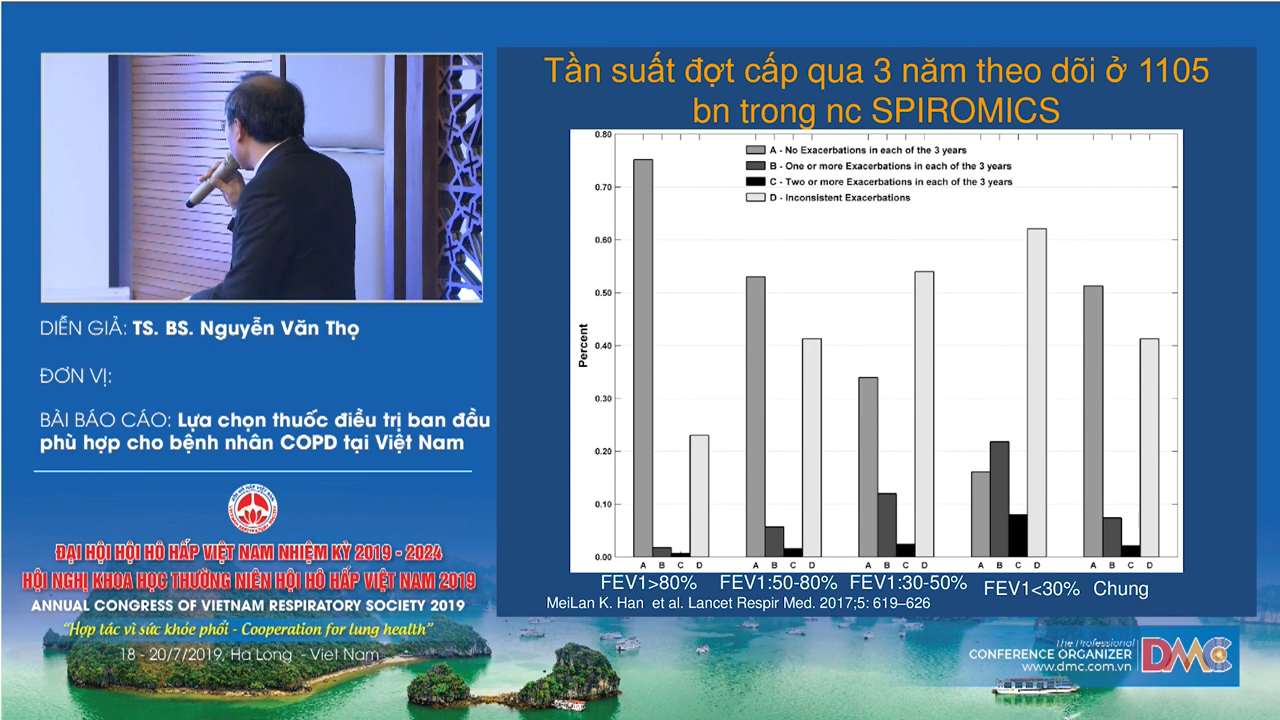 Tần suất đợt cấp qua 3 năm theo dõi ở 1105
bn trong nc SPIROMICS
0.80
0.70
0.60
0.50
0.40
0.30
0.20
0.10
0.00
Percent
A - No Exacerbations in each of the 3 years
B - One or more Exacerbations in each of the 3 years
C - Two or more Exacerbations in each of the 3 years
D - Inconsistent Exacerbations
A B C D A B C D A B C D A B C D A B C D
FEV1>80% FEV1:50-80% FEV1:30-50% FEV1<30% Chung
MeiLan K. Han et al. Lancet Respir Med. 2017;5: 619–626
DIỄN GIẢ: TS. BS. Nguyễn Văn Thọ
ĐƠN VỊ:
BÀI BÁO CÁO: Lựa chọn thuốc điều trị ban đầu
phù hợp cho bệnh nhân COPD tại Việt Nam
ĐẠI HỘI HỘI HÔ HẤP VIỆT NAM NHIỆM KỲ 2019 - 2024
HỘI NGHỊ KHOA HỌC THƯỜNG NIÊN HỘI HÔ HẤP VIỆT NAM 2019
ANNUAL CONGRESS OF VIETNAM RESPIRATORY SOCIETY 2019
"Hợp tác vì sức khỏe phổi - Cooperation for lung health"
18 - 20/7/2019, Ha Long - Viet Nam
The Professional
CONFERENCE ORGANIZER
www.dmc.com.vn
DMC